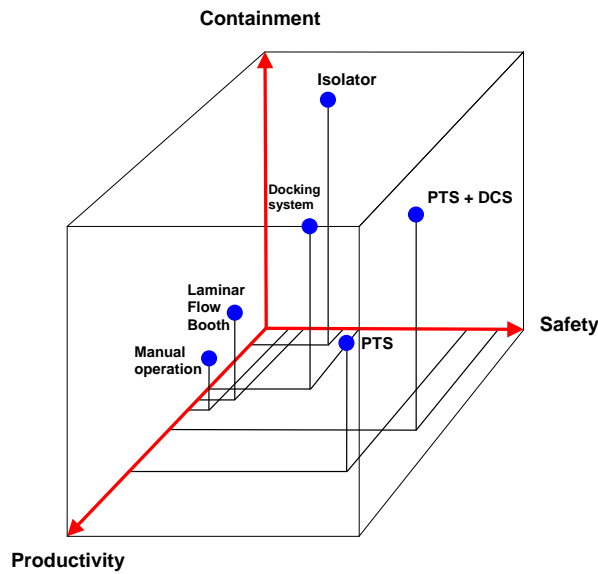 Containment
Isolator
Docking
system
PTS + DCS
Laminar
Flow
Booth
Safety
PTS
Manual
operation
Productivity